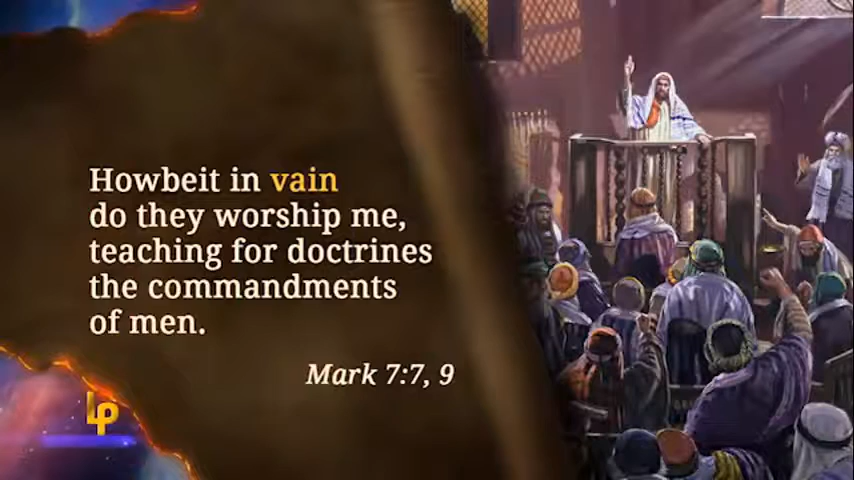 Howbeit in vain
do they worship me,
teaching for doctrines
the commandments
of men.
Mark 7:7, 9
LP